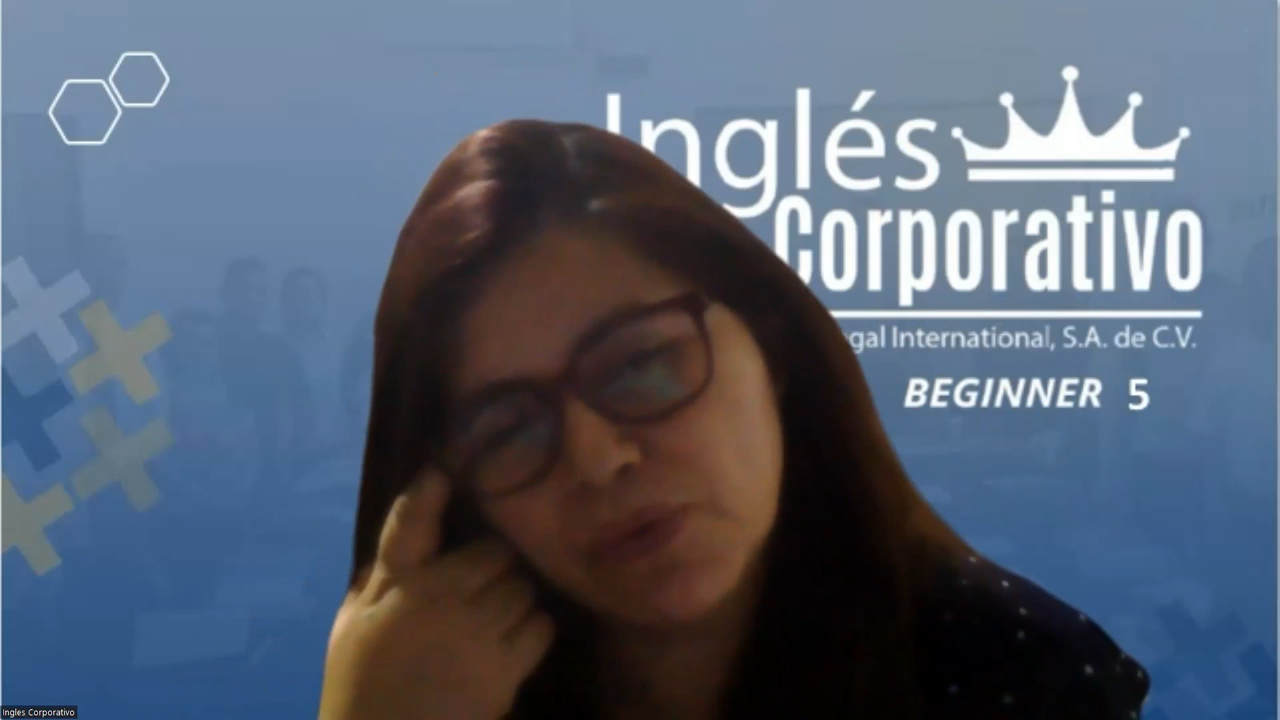 Inglés
Corporativo
gal International, S.A. de C.V.
BEGINNER 5
Ingles Corporativo